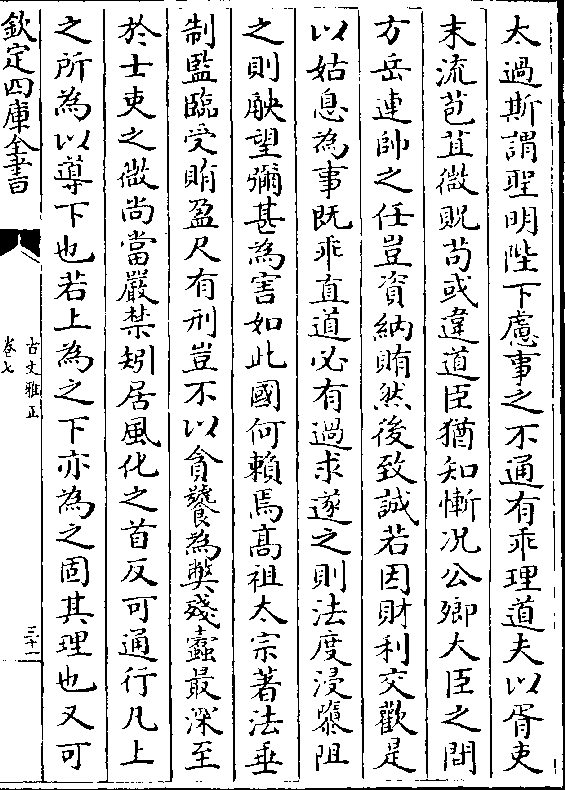 太過斯謂聖明陛下慮事之不通有乖理道夫以胥吏
末流苞苴微貺苟或違道臣猶知慚况公卿大臣之間
方岳連帥之任豈資納賄然後致誠若因財利交歡是
以姑息為事既乖直道必有過求遂之則法度浸隳阻
之則觖望彌甚為害如此國何頼焉髙祖太宗著法垂
制監臨受賄盈尺有刑豈不以貪饕為弊殘蠧最深至
於士吏之微尚當嚴禁矧居風化之首反可通行凡上
之所為以導下也若上為之下亦為之固其理也又可
欽定四庫全書
古文雅正
卷七
三十一